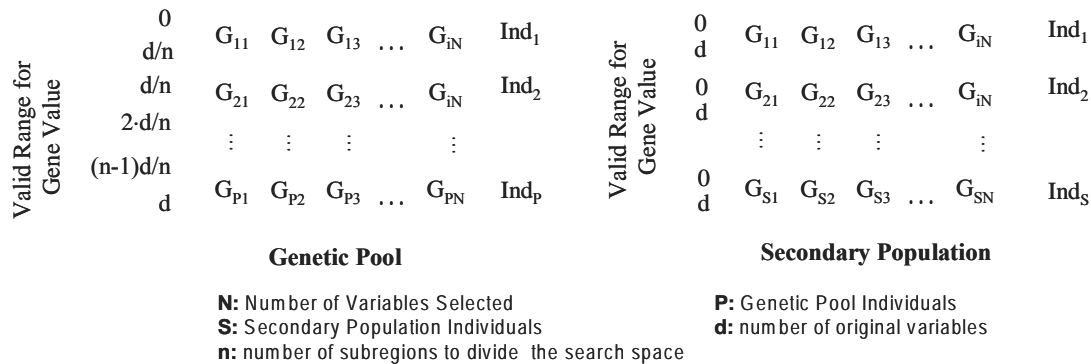 Valid Range for
Gene Value
0
d/n
G11 G12 G13 ... GiN Ind1
d/n
2·d/n
G21 G22 G23 ... GiN Ind2
⋮ ⋮ ⋮ ⋮
(n-1)d/n
d
GP1 GP2 GP3 ... GPN IndP
Genetic Pool
Valid Range for
Gene Value
0
d
G11 G12 G13 ... GiN Ind1
0
d
G21 G22 G23 ... GiN Ind2
⋮ ⋮ ⋮ ⋮
0
d
GS1 GS2 GS3 ... GSN IndS
Secondary Population
N: Number of Variables Selected
S: Secondary Population Individuals
n: number of subregions to divide the search space
P: Genetic Pool Individuals
d: number of original variables